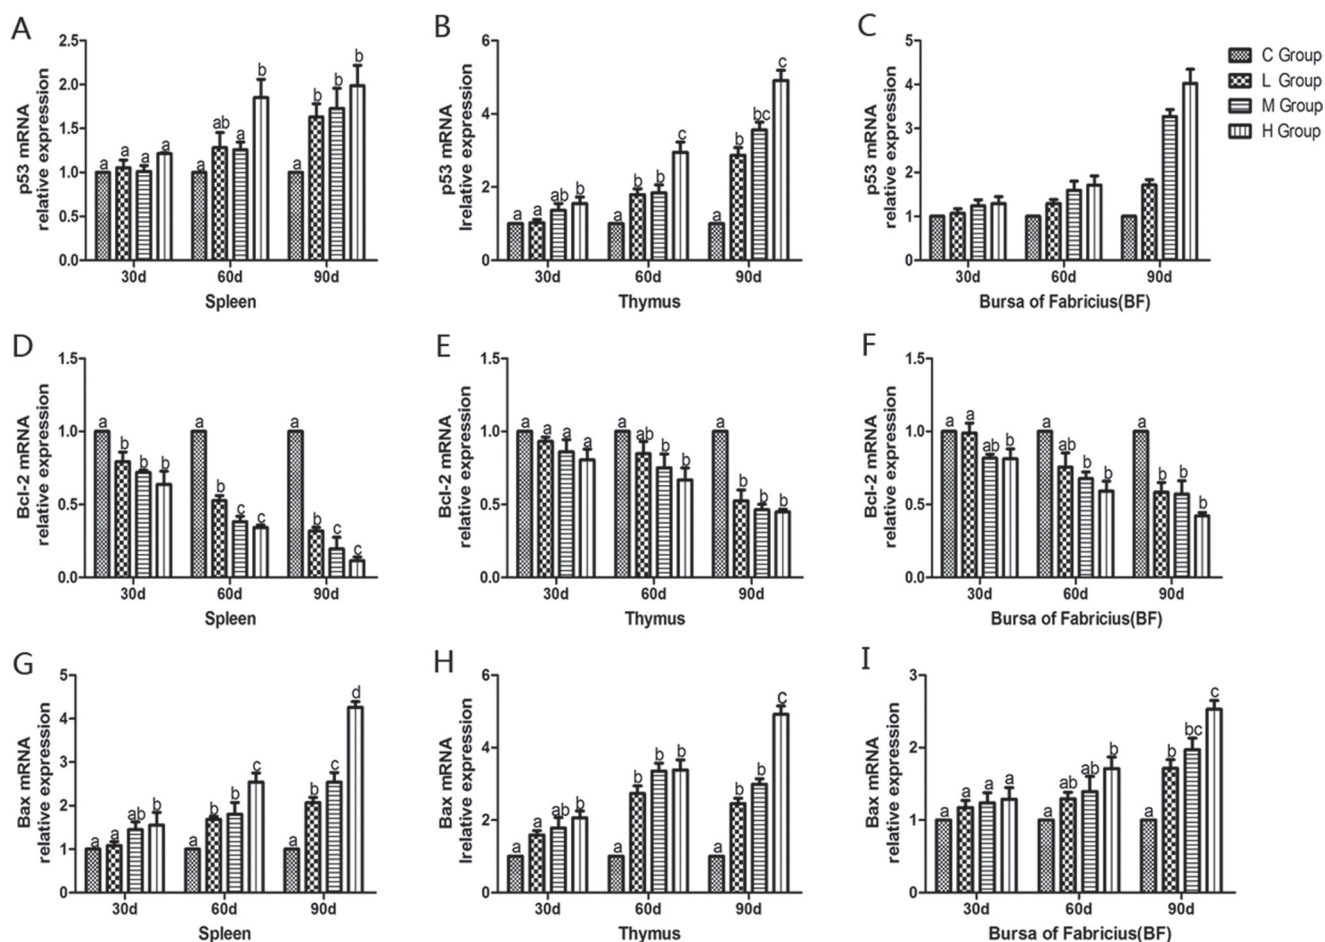 A
p53 mRNA
relative expression
2.5
2.0
1.5
1.0
0.5
0.0
a a a a
a ab a b
a b b b
30d 60d 90d
Spleen
B
p53 mRNA
lrelative expression
6
4
2
0
a a ab b
a b b c
a b bc c
30d 60d 90d
Thymus
C
p53 mRNA
relative expression
5
4
3
2
1
0
30d 60d 90d
Bursa of Fabricius(BF)
C Group
L Group
M Group
H Group
D
Bcl-2 mRNA
relative expression
1.5
1.0
0.5
0.0
a b b b
a b c c
a b c c
30d 60d 90d
Spleen
E
Bcl-2 mRNA
relative expression
1.5
1.0
0.5
0.0
a a a a
a ab b b
a b b b
30d 60d 90d
Thymus
F
Bcl-2 mRNA
relative expression
1.5
1.0
0.5
0.0
a a ab b
a ab b b
a b b b
30d 60d 90d
Bursa of Fabricius(BF)
G
Bax mRNA
relative expression
5
4
3
2
1
0
a a ab b
a b b c
a b c d
30d 60d 90d
Spleen
H
Bax mRNA
lrelative expression
6
4
2
0
a a ab b
a b b b
a b b c
30d 60d 90d
Thymus
I
Bax mRNA
relative expression
3
2
1
0
a a a a
a ab ab b
a b bc c
30d 60d 90d
Bursa of Fabricius(BF)